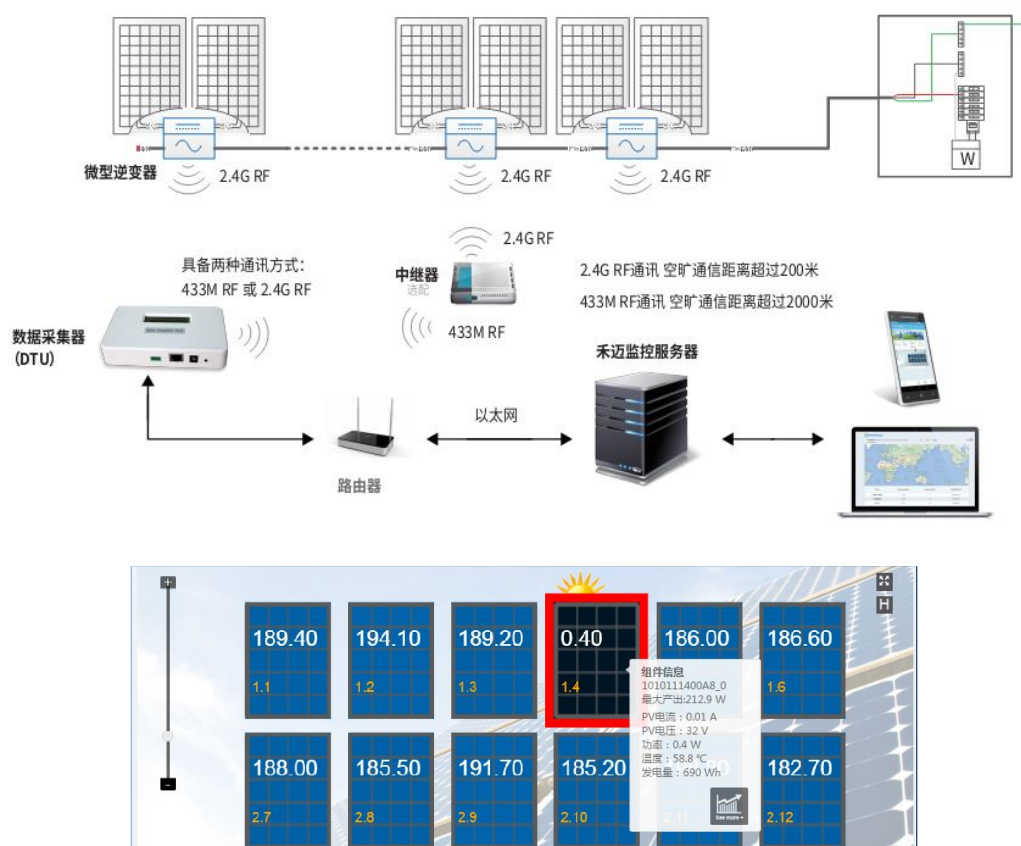 W
微型逆变器
2.4G RF
2.4G RF
2.4G RF
2.4G RF
具备两种通讯方式:
433M RF 或 2.4G RF
中继器
选配
2.4G RF通讯 空旷通信距离超过200米
433M RF通讯 空旷通信距离超过2000米
433M RF
数据采集器
(DTU)
禾迈监控服务器
以太网
路由器
+
H
189.40
194.10
189.20
0.40
186.00
186.60
1.1
1.2
1.3
1.4
1.6
组件信息
1010111400A8_0
最大产出:212.9 W
PV电流：0.01 A
PV电压：32 V
功率：0.4 W
温度：58.8 ℃
发电量：690 Wh
See more
188.00
185.50
191.70
185.20
182.70
2.7
2.8
2.9
2.10
2.11
2.12
-